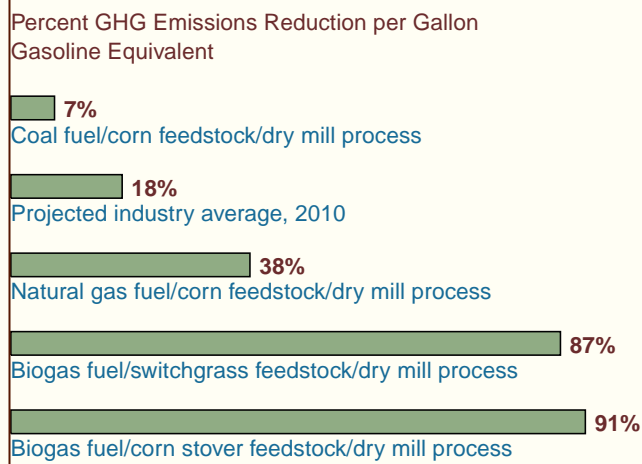 Percent GHG Emissions Reduction per Gallon
Gasoline Equivalent
7%
Coal fuel/corn feedstock/dry mill process
18%
Projected industry average, 2010
38%
Natural gas fuel/corn feedstock/dry mill process
87%
Biogas fuel/switchgrass feedstock/dry mill process
91%
Biogas fuel/corn stover feedstock/dry mill process